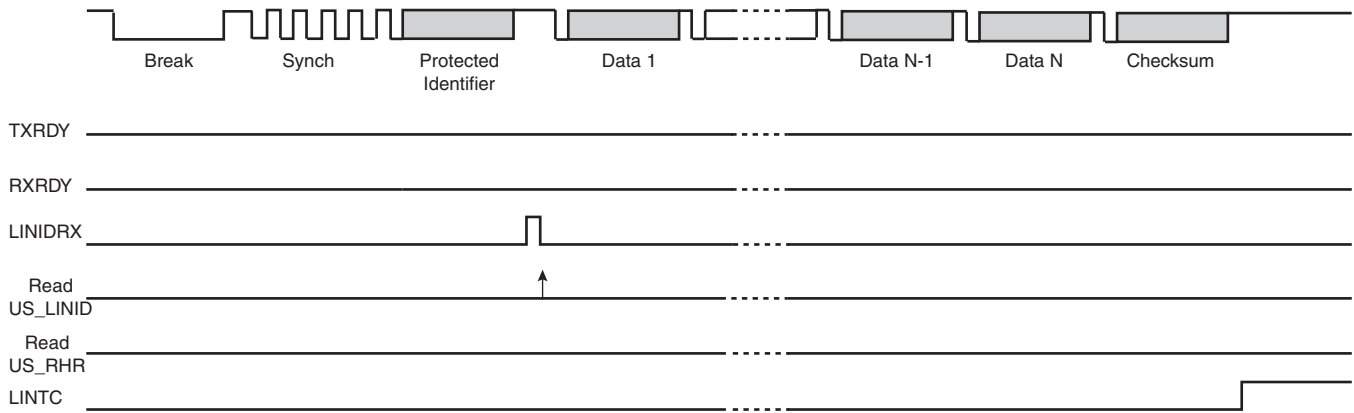 Break
Synch
Protected
Identifier
Data 1
Data N-1
Data N
Checksum
TXRDY
RXRDY
LINIDRX
Read
US_LINID
Read
US_RHR
LINTC